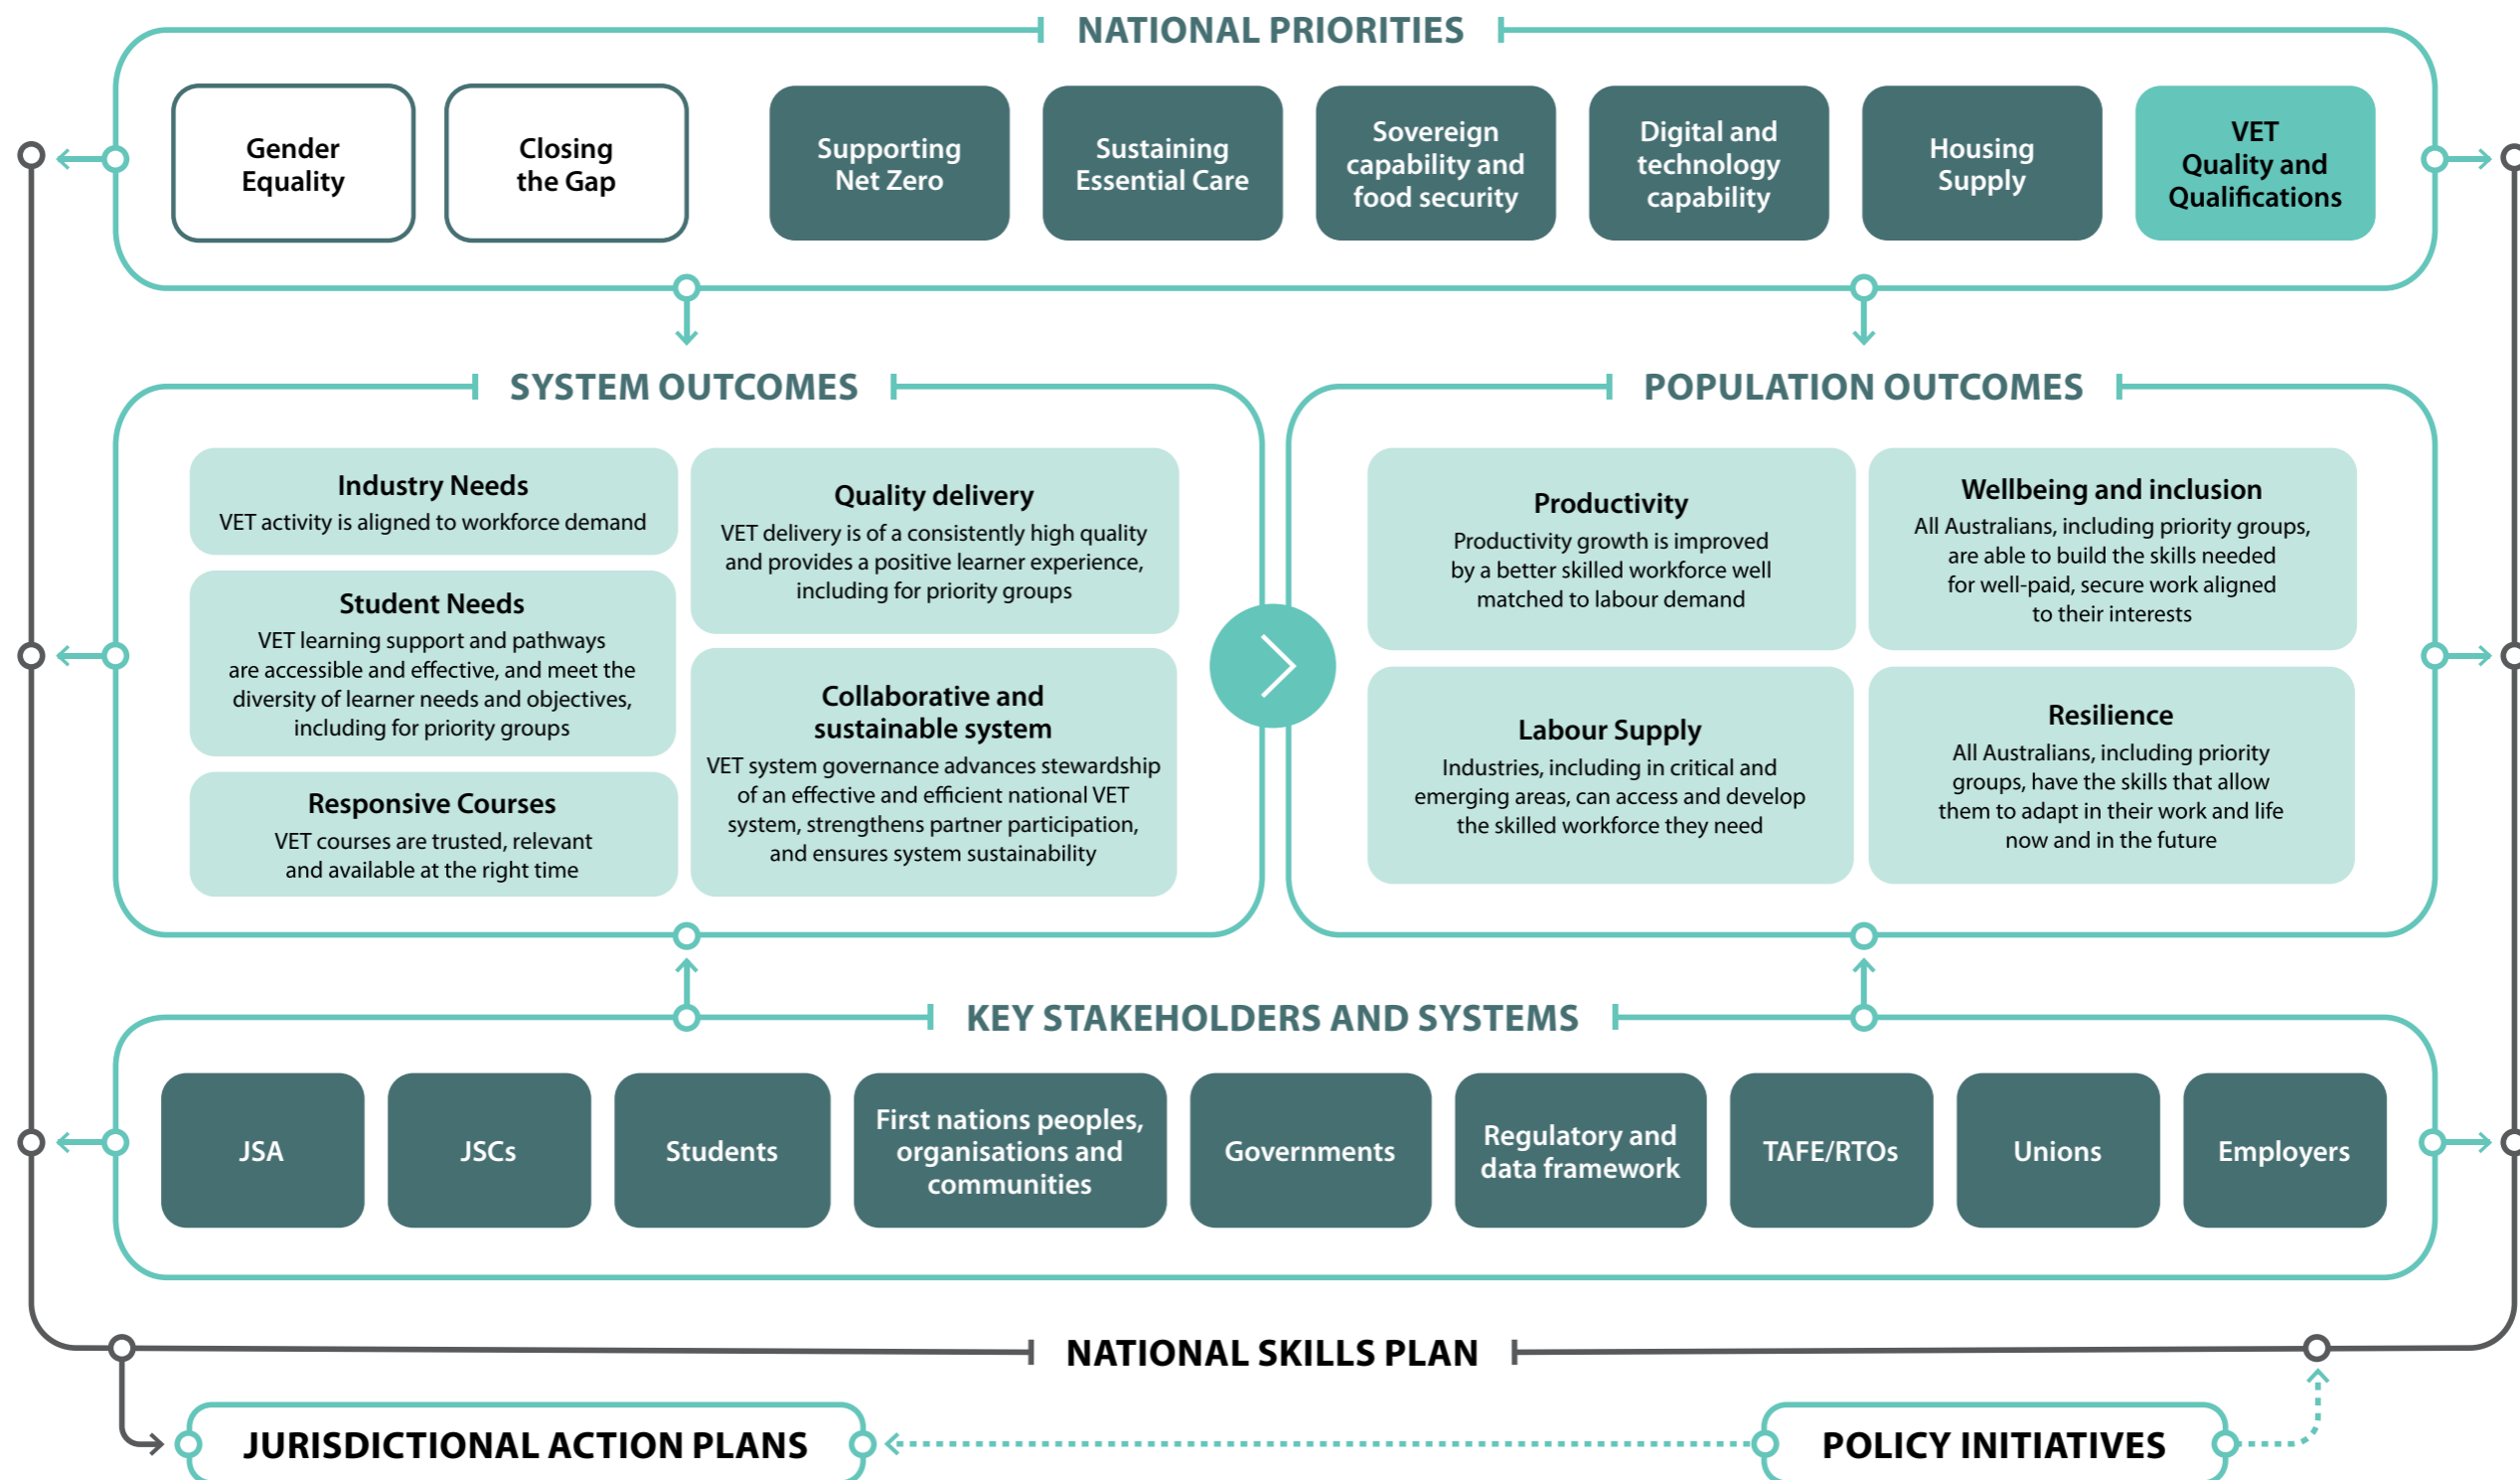 NATIONAL PRIORITIES
Gender
Equality
Closing
the Gap
Supporting
Net Zero
Sustaining
Essential Care
Sovereign
capability and
food security
Digital and
technology
capability
Housing
Supply
VET
Quality and
Qualifications
SYSTEM OUTCOMES
Industry Needs
VET activity is aligned to workforce demand
Student Needs
VET learning support and pathways
are accessible and effective, and meet the
diversity of learner needs and objectives,
including for priority groups
Responsive Courses
VET courses are trusted, relevant
and available at the right time
Quality delivery
VET delivery is of a consistently high quality
and provides a positive learner experience,
including for priority groups
Collaborative and
sustainable system
VET system governance advances stewardship
of an effective and efficient national VET
system, strengthens partner participation,
and ensures system sustainability
POPULATION OUTCOMES
Productivity
Productivity growth is improved
by a better skilled workforce well
matched to labour demand
Wellbeing and inclusion
All Australians, including priority groups,
are able to build the skills needed
for well-paid, secure work aligned
to their interests
Labour Supply
Industries, including in critical and
emerging areas, can access and develop
the skilled workforce they need
Resilience
All Australians, including priority
groups, have the skills that allow
them to adapt in their work and life
now and in the future
KEY STAKEHOLDERS AND SYSTEMS
JSA
JSCs
Students
First nations peoples,
organisations and
communities
Governments
Regulatory and
data framework
TAFE/RTOs
Unions
Employers
NATIONAL SKILLS PLAN
JURISDICTIONAL ACTION PLANS
POLICY INITIATIVES